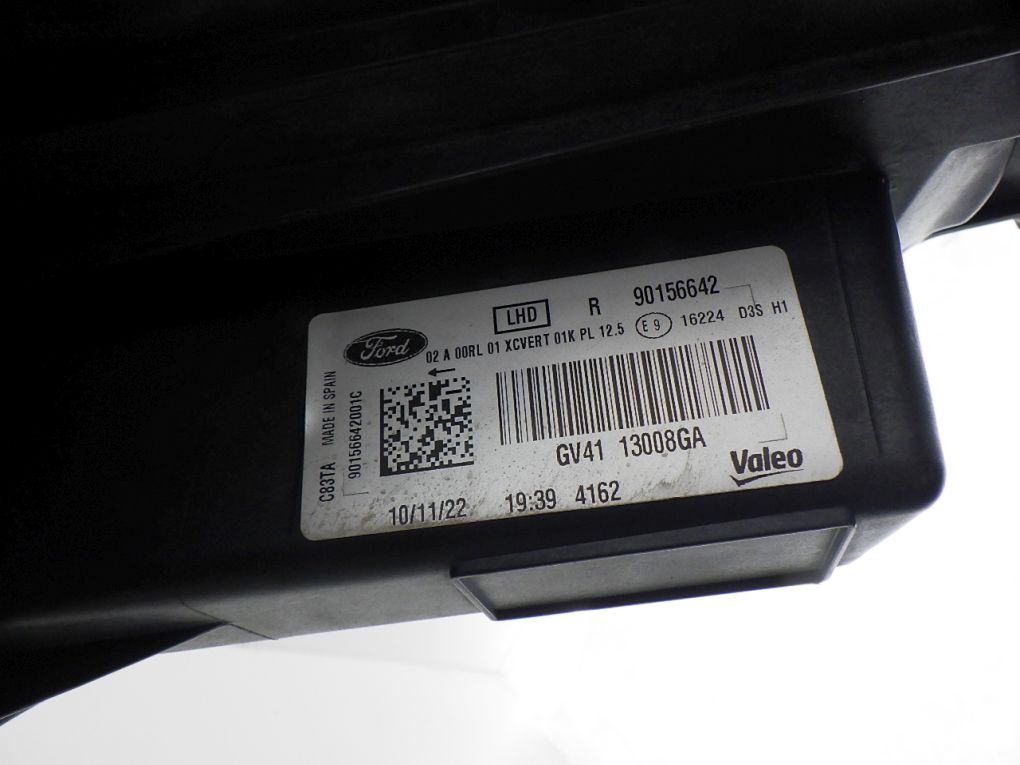 LHD R 90156642
Ford 02 A 00RL 01 XCVERT 01K PL 12.5 E 9 16224 D3S H1
C837A MADE IN SPAIN
90156642001C
GV41 13008GA
Valeo
10/11/22 19:39 4162